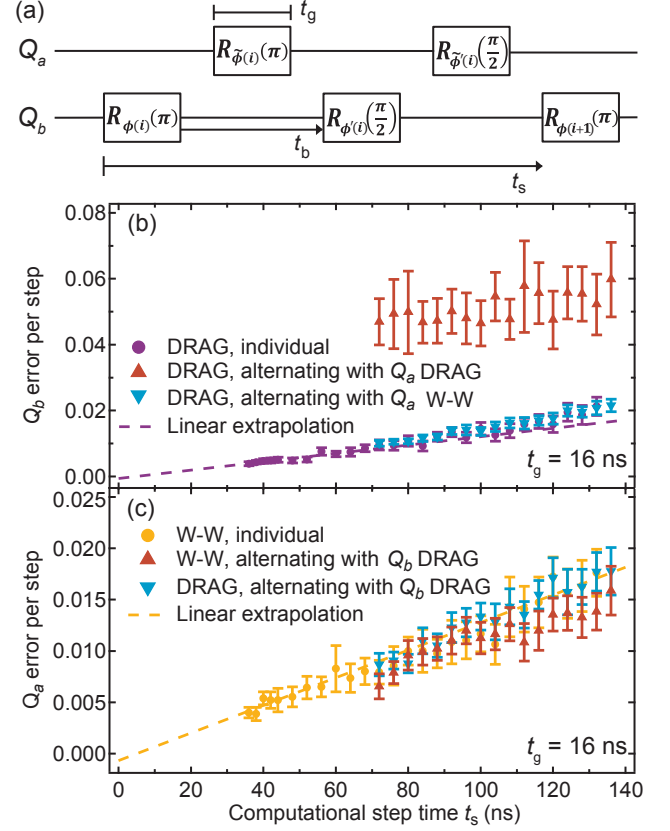 (a)
t_g
Q_a
R_ϕ̃(i)(π)
R_ϕ̃′(i)(π/2)
Q_b
R_ϕ(i)(π)
R_ϕ′(i)(π/2)
R_ϕ(i+1)(π)
t_b
t_s
(b)
0.08
0.06
0.04
0.02
0.00
Q_b error per step
DRAG, individual
DRAG, alternating with Q_a DRAG
DRAG, alternating with Q_a W-W
Linear extrapolation
t_g = 16 ns
(c)
0.025
0.020
0.015
0.010
0.005
0.000
Q_a error per step
W-W, individual
W-W, alternating with Q_b DRAG
DRAG, alternating with Q_b DRAG
Linear extrapolation
t_g = 16 ns
0 20 40 60 80 100 120 140
Computational step time t_s (ns)